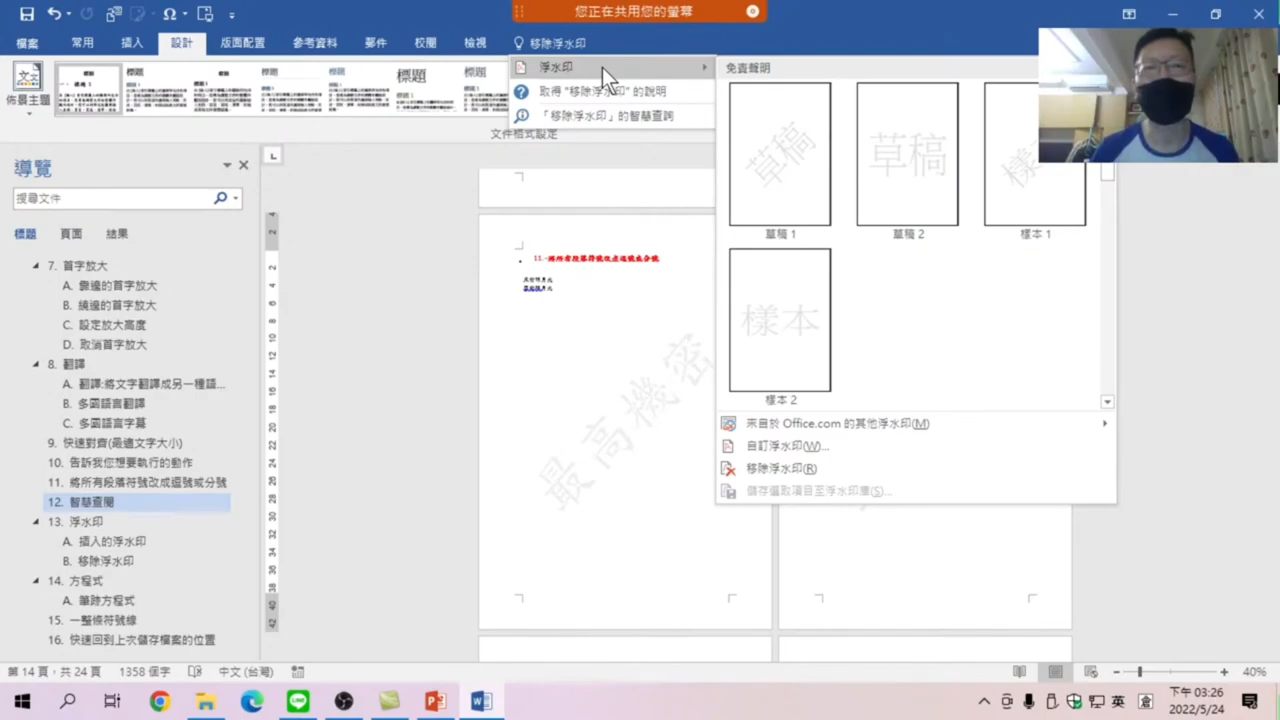 您正在共用您的螢幕
檔案 常用 插入 設計 版面配置 參考資料 郵件 校閱 檢視 移除浮水印
佈景主題
標題 標題 標題 標題 標題 標題 標題
浮水印
取得 "移除浮水印" 的說明
「移除浮水印」的智慧查詢
文件格式設定
免責聲明
草稿
草稿
草稿 1
草稿 2
樣本 1
樣本
樣本 2
來自於 Office.com 的其他浮水印(M)
自訂浮水印(W)...
移除浮水印(R)
儲存選取項目至浮水印庫(S)...
導覽
搜尋文件
標題 頁面 結果
7. 首字放大
A. 靠邊的首字放大
B. 繞邊的首字放大
C. 設定放大高度
D. 取消首字放大
8. 翻譯
A. 翻譯:將文字翻譯成另一種語...
B. 多國語言翻譯
C. 多國語言字幕
9. 快速對齊(最適文字大小)
10. 告訴我您想要執行的動作
11. 將所有段落符號改成逗號或分號
12. 智慧查閱
13. 浮水印
A. 插入的浮水印
B. 移除浮水印
14. 方程式
A. 筆跡方程式
15. 一整條符號線
16. 快速回到上次儲存檔案的位置
11. 將所有段落符號改成逗號或分號
最高機密
第 14 頁，共 24 頁 1358 個字 中文 (台灣) 40%
英 下午 03:26
2022/5/24